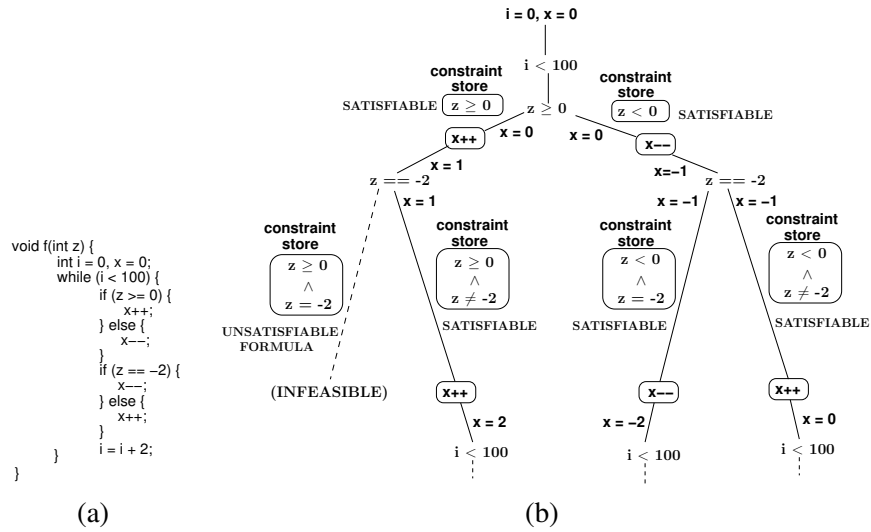 void f(int z) {
int i = 0, x = 0;
while (i < 100) {
if (z >= 0) {
x++;
} else {
x−−;
}
if (z == −2) {
x−−;
} else {
x++;
}
i = i + 2;
}
}
(a)
i = 0, x = 0
i < 100
constraint
store
SATISFIABLE
z ≥ 0
z ≥ 0
constraint
store
z < 0
SATISFIABLE
x = 0
x = 0
x++
x−−
x = 1
x=−1
z == -2
z == -2
x = 1
x = −1
x = −1
constraint
store
z ≥ 0
∧
z = -2
UNSATISFIABLE
FORMULA
constraint
store
z ≥ 0
∧
z ≠ -2
SATISFIABLE
constraint
store
z < 0
∧
z = -2
SATISFIABLE
constraint
store
z < 0
∧
z ≠ -2
SATISFIABLE
(INFEASIBLE)
x++
x−−
x++
x = 2
x = −2
x = 0
i < 100
i < 100
i < 100
(b)